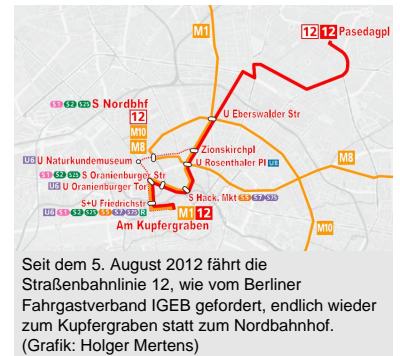 M1
12 12 Pasedagpl
U Eberswalder Str
S1 S2 S25 S Nordbhf
12
M10
M8
Zionskirchpl
U6 U Naturkundemuseum
U Rosenthaler Pl U8
M8
S1 S2 S25 S Oranienburger Str
U6 U Oranienburger Tor
S Hack. Mkt S5 S7 S75
S+U Friedrichstr
U6 S1 S2 S25 S5 S7 S75 R
M1 12
Am Kupfergraben
M10
Seit dem 5. August 2012 fährt die
Straßenbahnlinie 12, wie vom Berliner
Fahrgastverband IGEB gefordert, endlich wieder
zum Kupfergraben statt zum Nordbahnhof.
(Grafik: Holger Mertens)